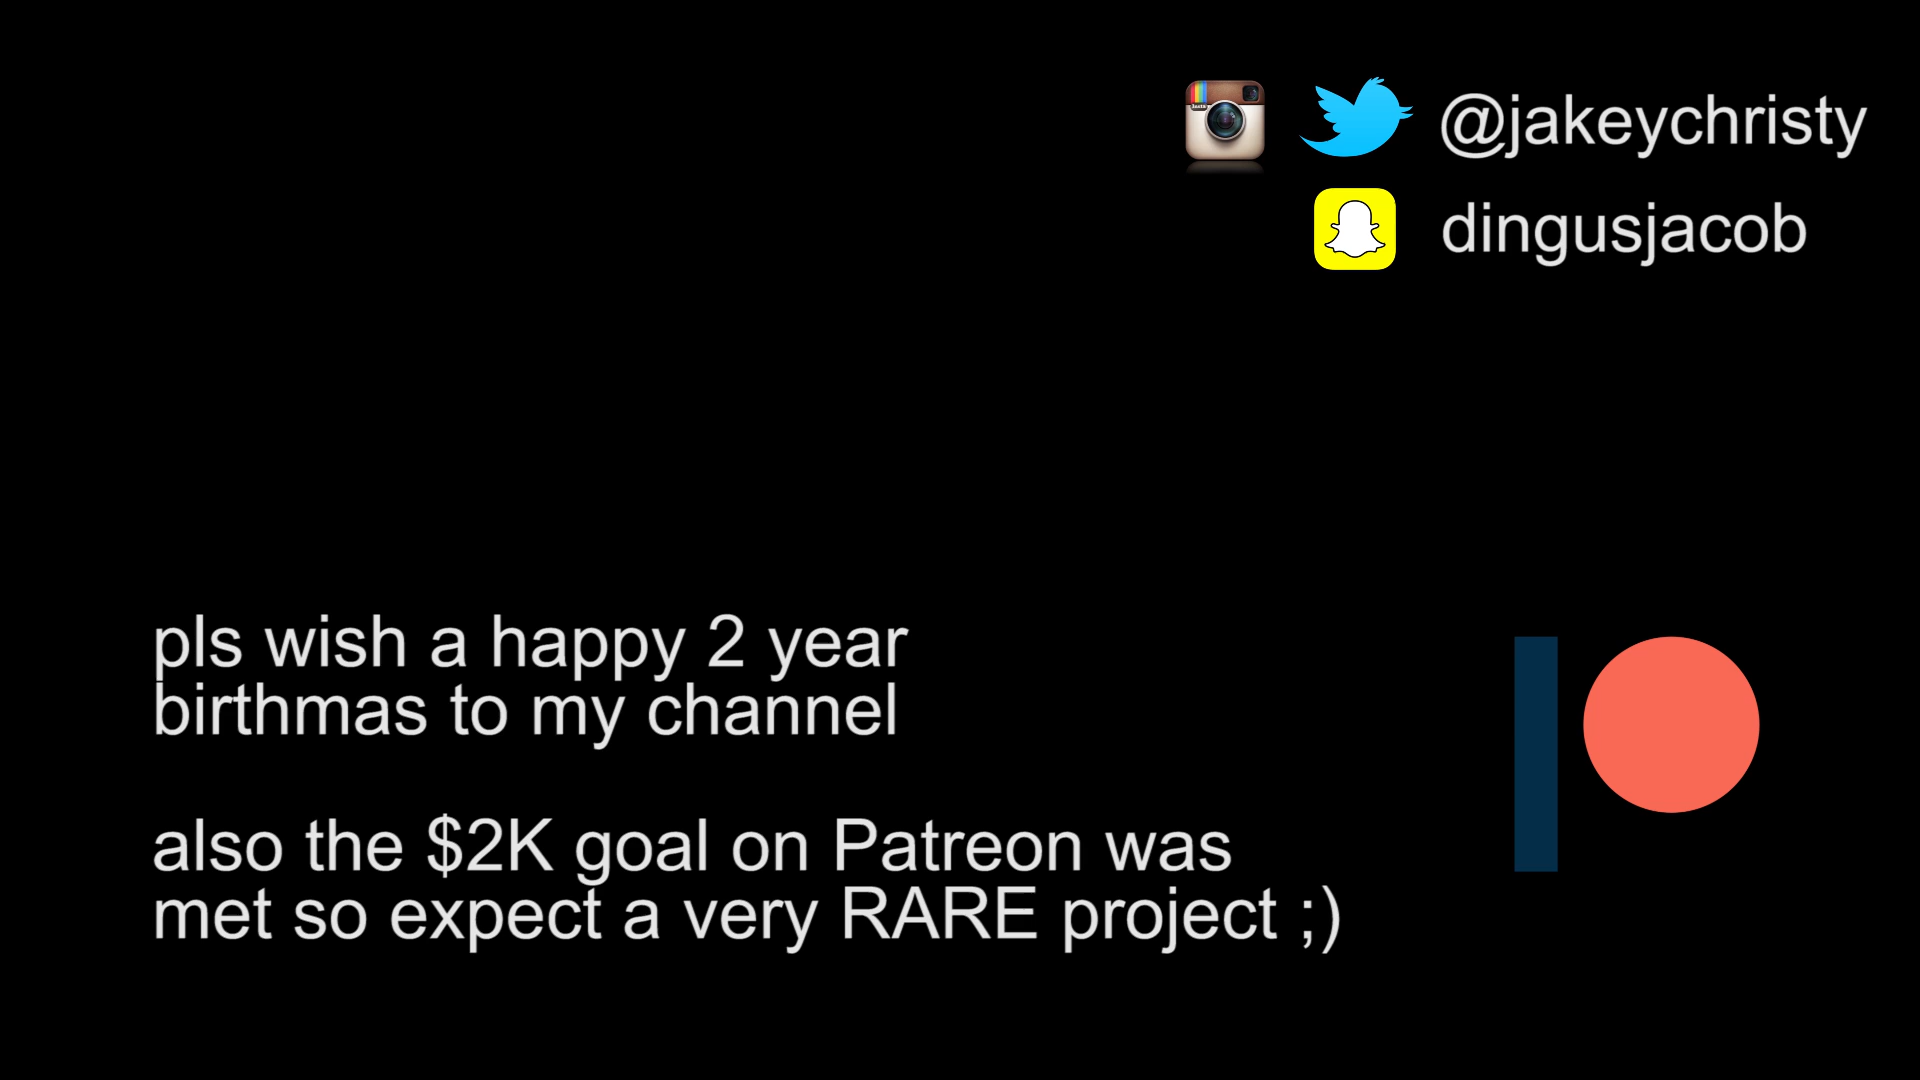 @jakeychristy
dingusjacob
pls wish a happy 2 year
birthmas to my channel
also the $2K goal on Patreon was
met so expect a very RARE project ;)